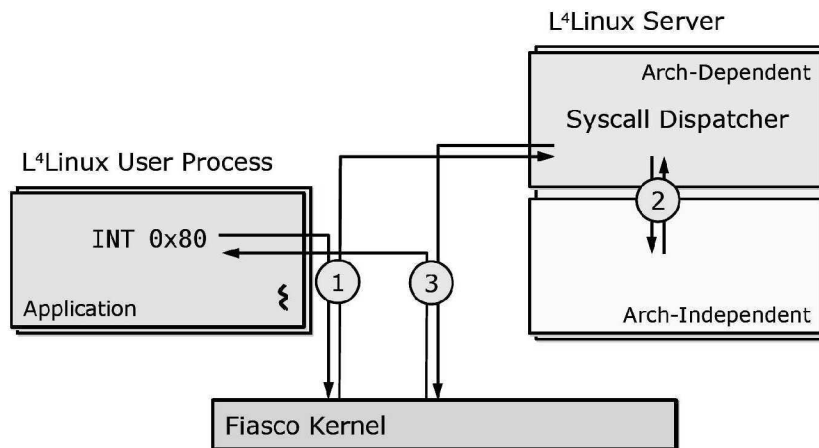 L⁴Linux Server
Arch-Dependent
Syscall Dispatcher
L⁴Linux User Process
2
INT 0x80
1
3
Application
Arch-Independent
Fiasco Kernel